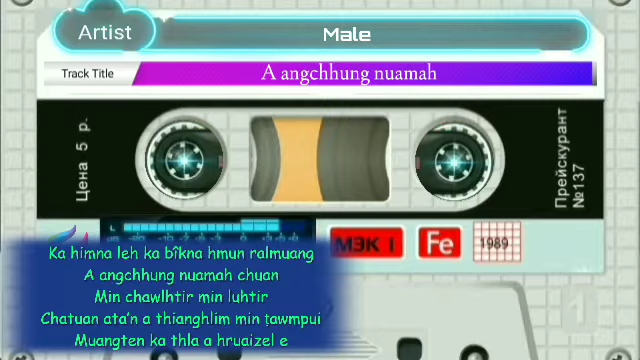 Artist
Male
Track Title
A angchhung nuamah
Цена 5 р.
Прейскурант
№137
МЭК I
Fe
1989
Ka himna leh ka bîkna hmun ralmuang
A angchhung nuamah chuan
Min chawlhtir min luhtir
Chatuan ata'n a thianghlim min ṭawmpui
Muangten ka thla a hruaizel e